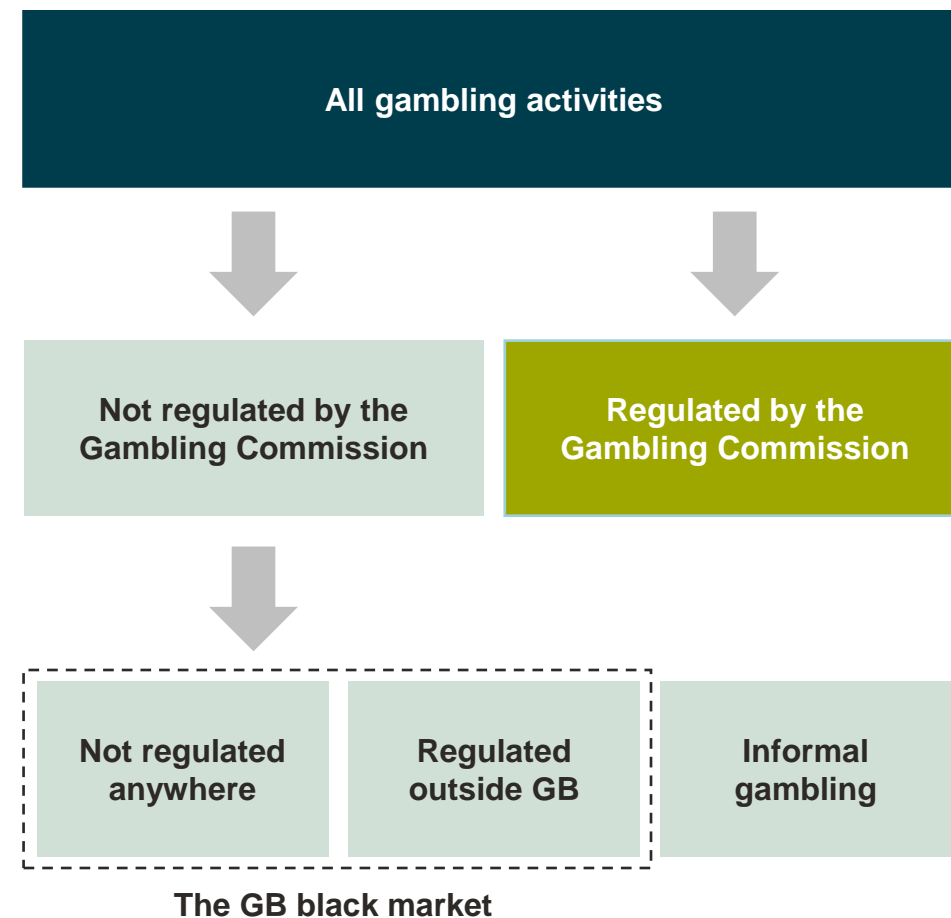 All gambling activities
Not regulated by the
Gambling Commission
Regulated by the
Gambling Commission
Not regulated
anywhere
Regulated
outside GB
Informal
gambling
The GB black market